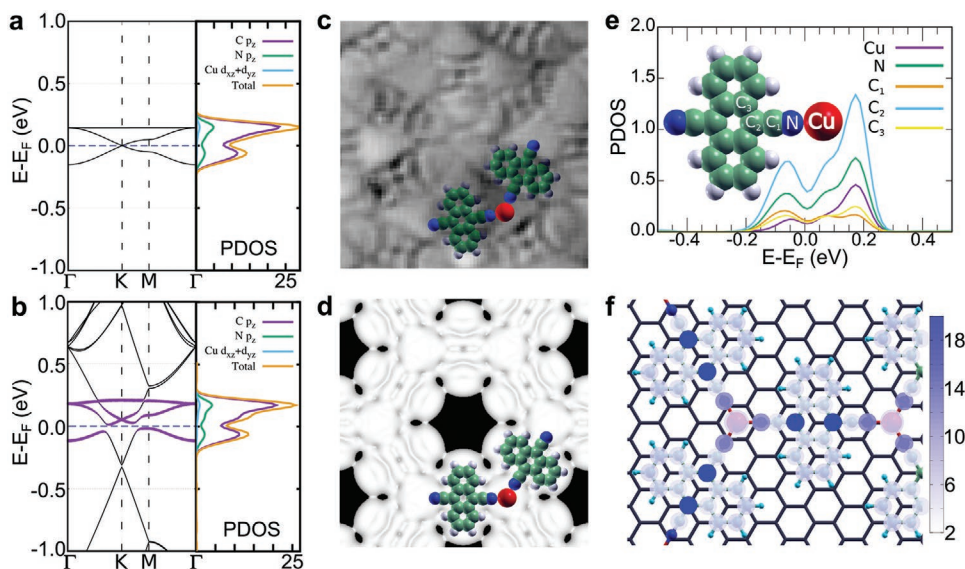 a
1.0
0.5
0.0
-0.5
-1.0
E-E_F (eV)
Γ K M Γ
C p_z
N p_z
Cu d_xz+d_yz
Total
PDOS
25
b
1.0
0.5
0.0
-0.5
-1.0
E-E_F (eV)
Γ K M Γ
C p_z
N p_z
Cu d_xz+d_yz
Total
PDOS
25
c
d
e
2.0
1.5
1.0
0.5
0.0
PDOS
-0.4 -0.2 0.0 0.2 0.4
E-E_F (eV)
Cu
N
C_1
C_2
C_3
C_3
C_2 C_1 N Cu
f
18
14
10
6
2